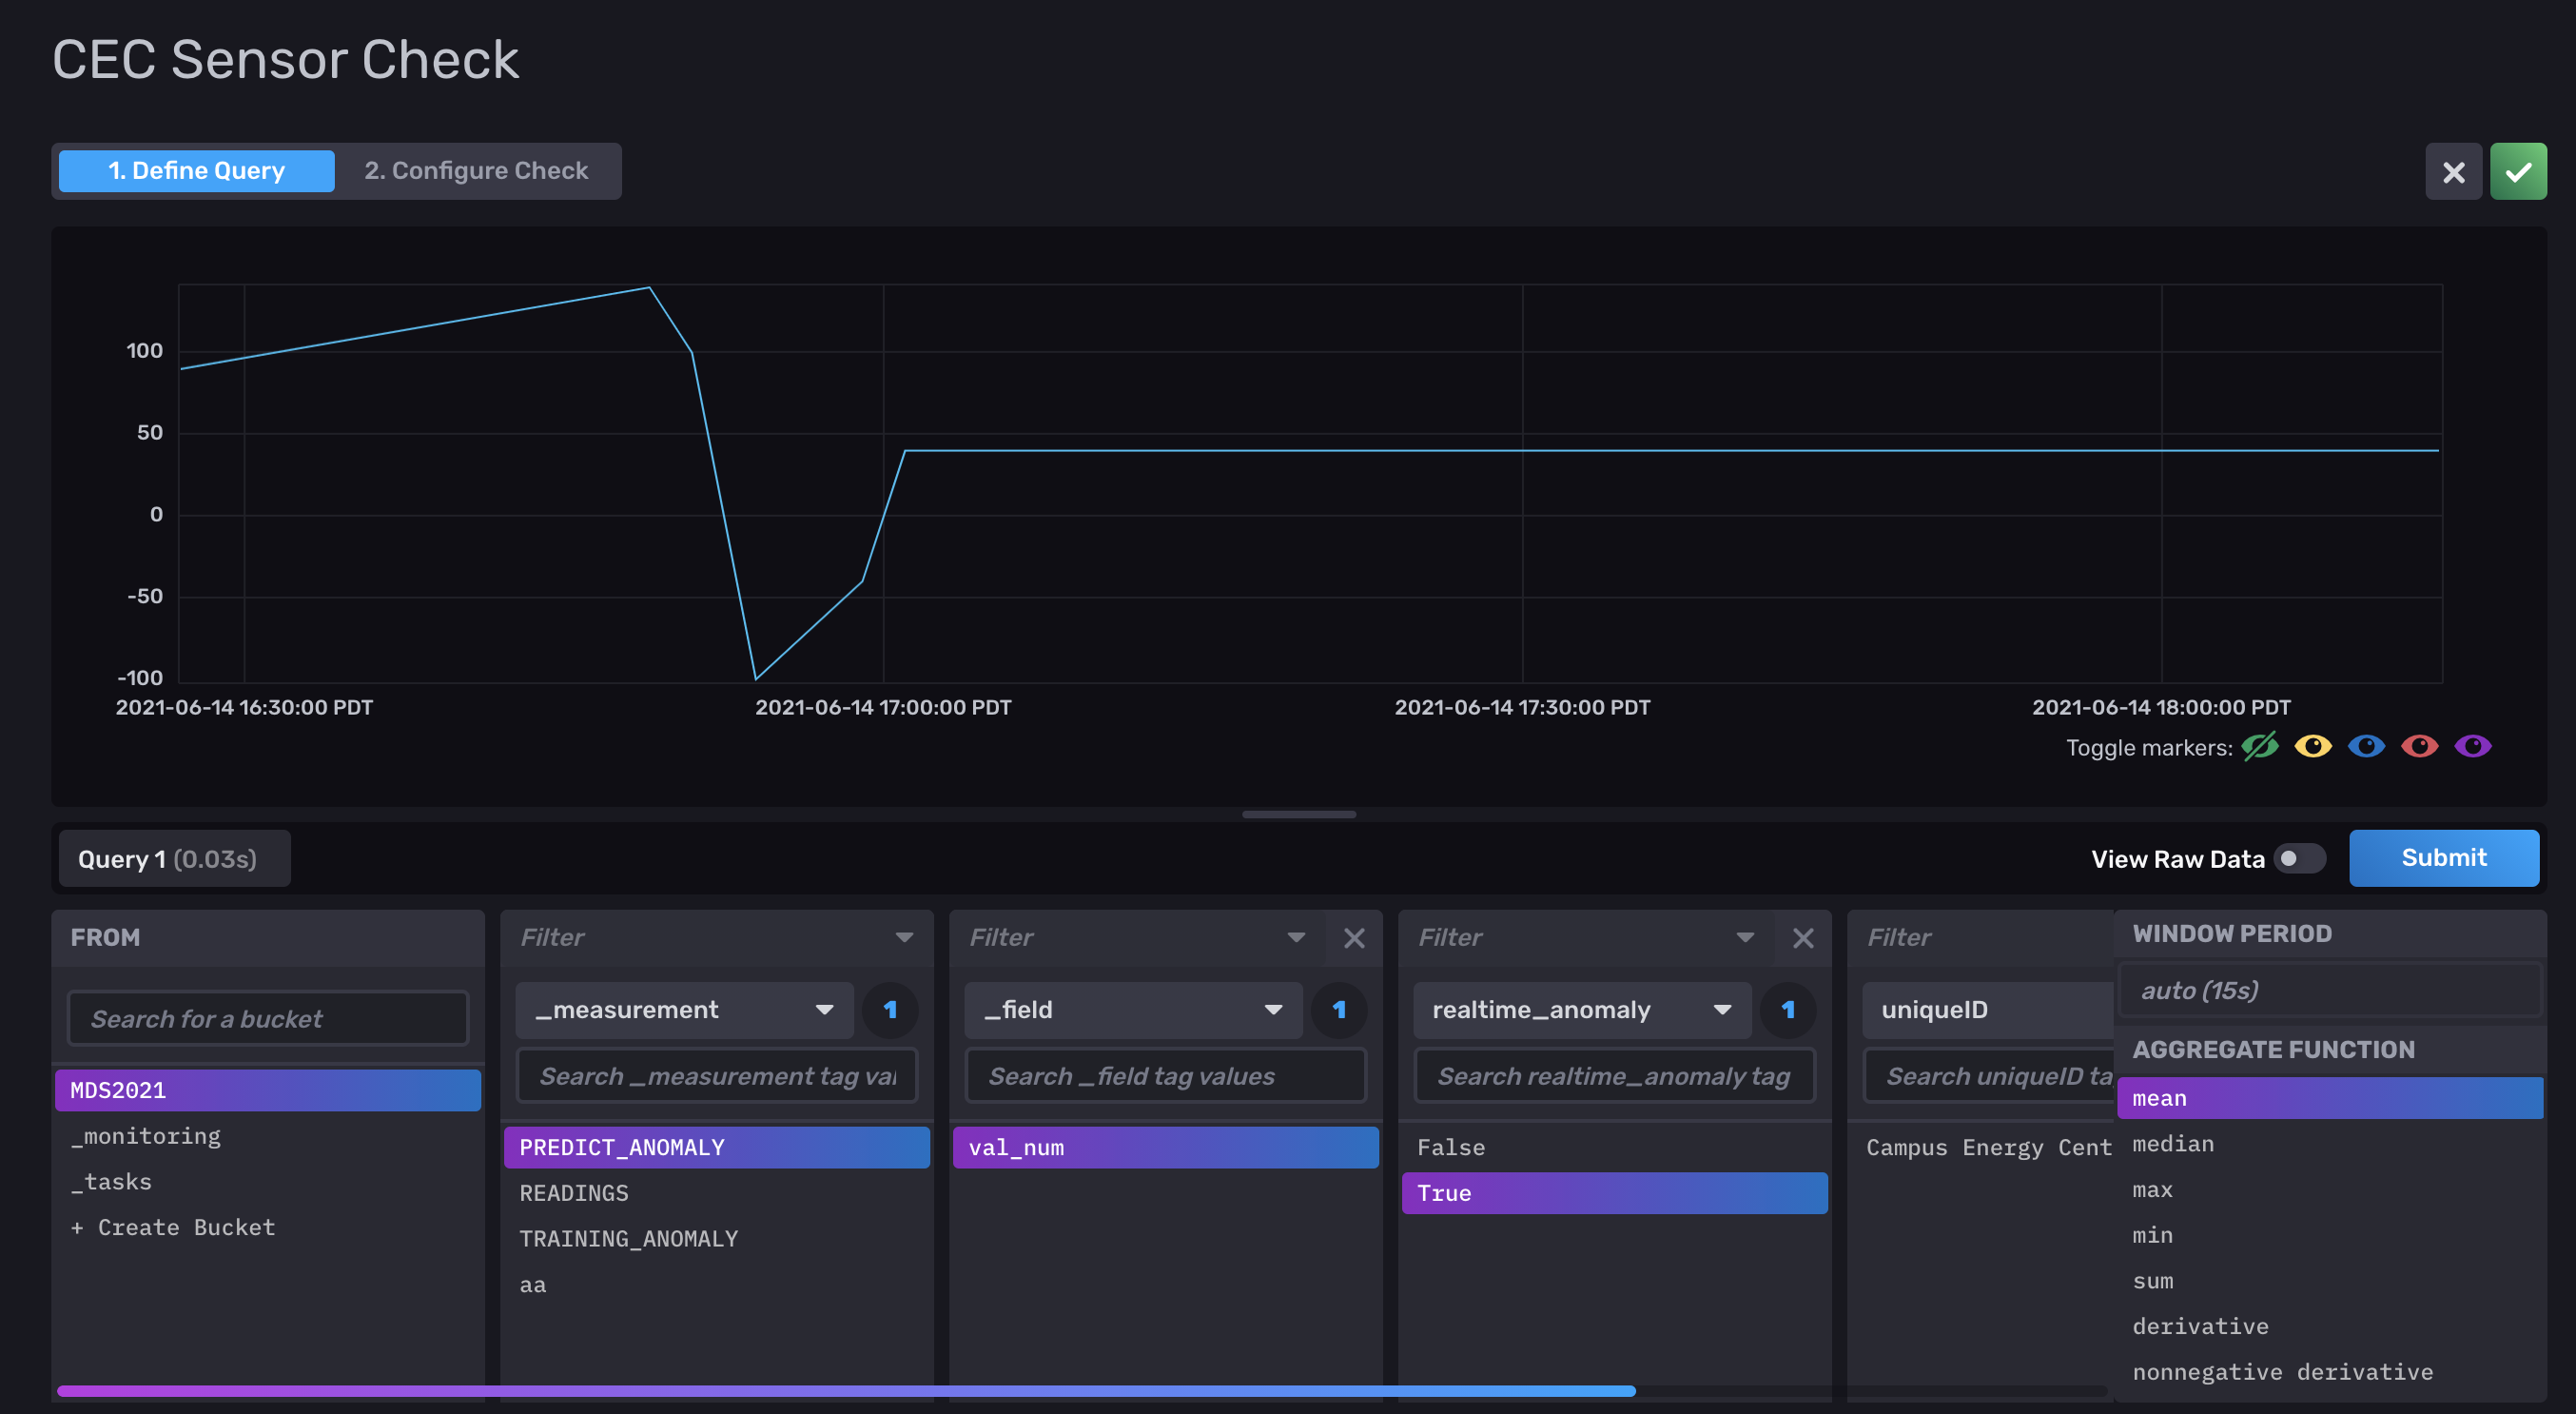 CEC Sensor Check
1. Define Query
2. Configure Check
100
50
0
-50
-100
2021-06-14 16:30:00 PDT
2021-06-14 17:00:00 PDT
2021-06-14 17:30:00 PDT
2021-06-14 18:00:00 PDT
Toggle markers:
Query 1 (0.03s)
View Raw Data
Submit
FROM
Search for a bucket
MDS2021
_monitoring
_tasks
+ Create Bucket
Filter
_measurement
1
Search _measurement tag val
PREDICT_ANOMALY
READINGS
TRAINING_ANOMALY
aa
Filter
_field
1
Search _field tag values
val_num
Filter
realtime_anomaly
1
Search realtime_anomaly tag
False
True
Filter
uniqueID
Search uniqueID ta
Campus Energy Cent
WINDOW PERIOD
auto (15s)
AGGREGATE FUNCTION
mean
median
max
min
sum
derivative
nonnegative derivative